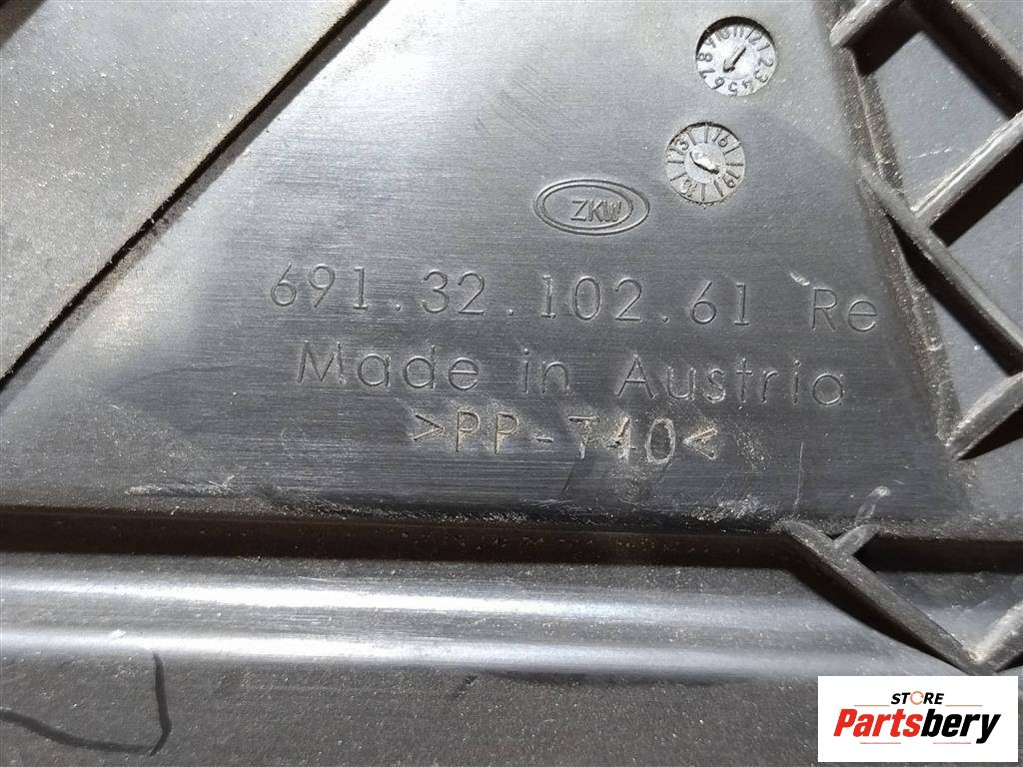 ZKW
691.32.102.61 Re
Made in Austria
>PP-T40<
STORE
Partsbery